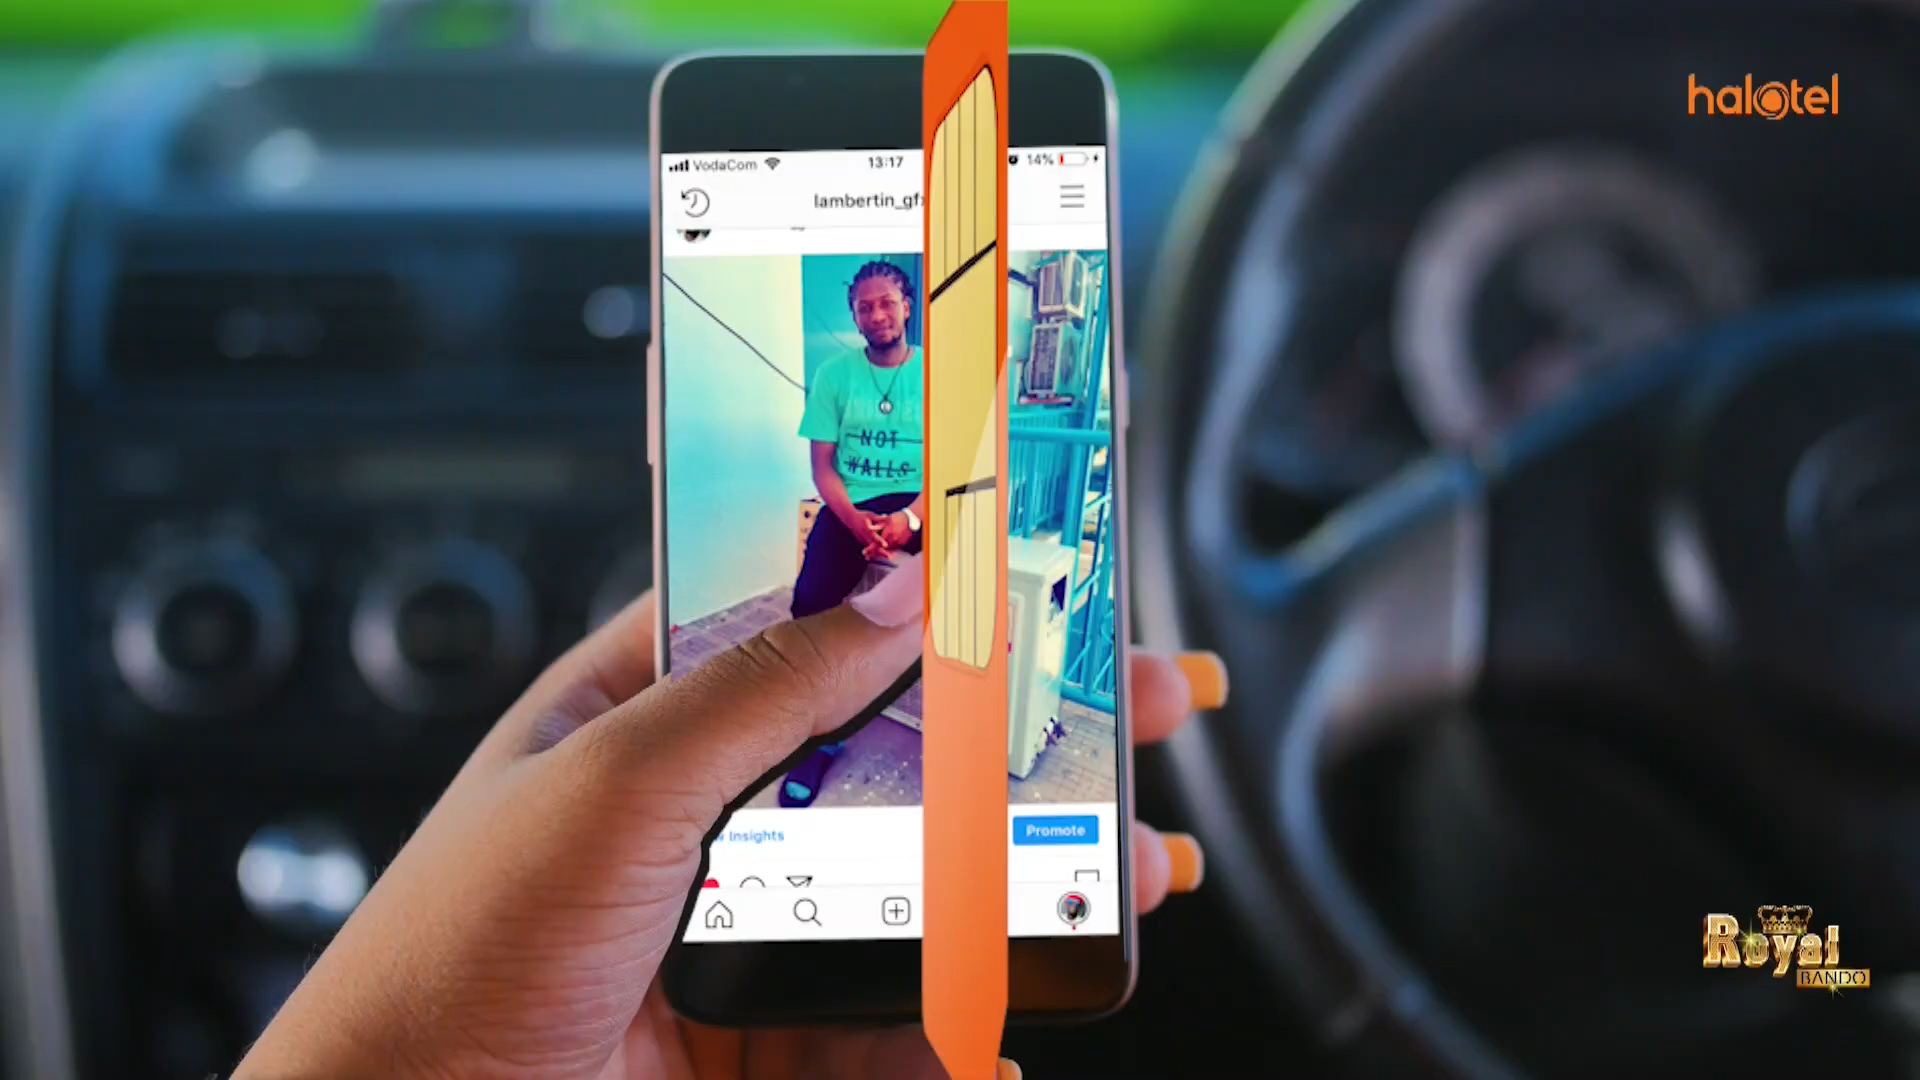 halotel
VodaCom
13:17
14%
lambertin_gf
NOT
WALLS
Insights
Promote
Royal
BANDO